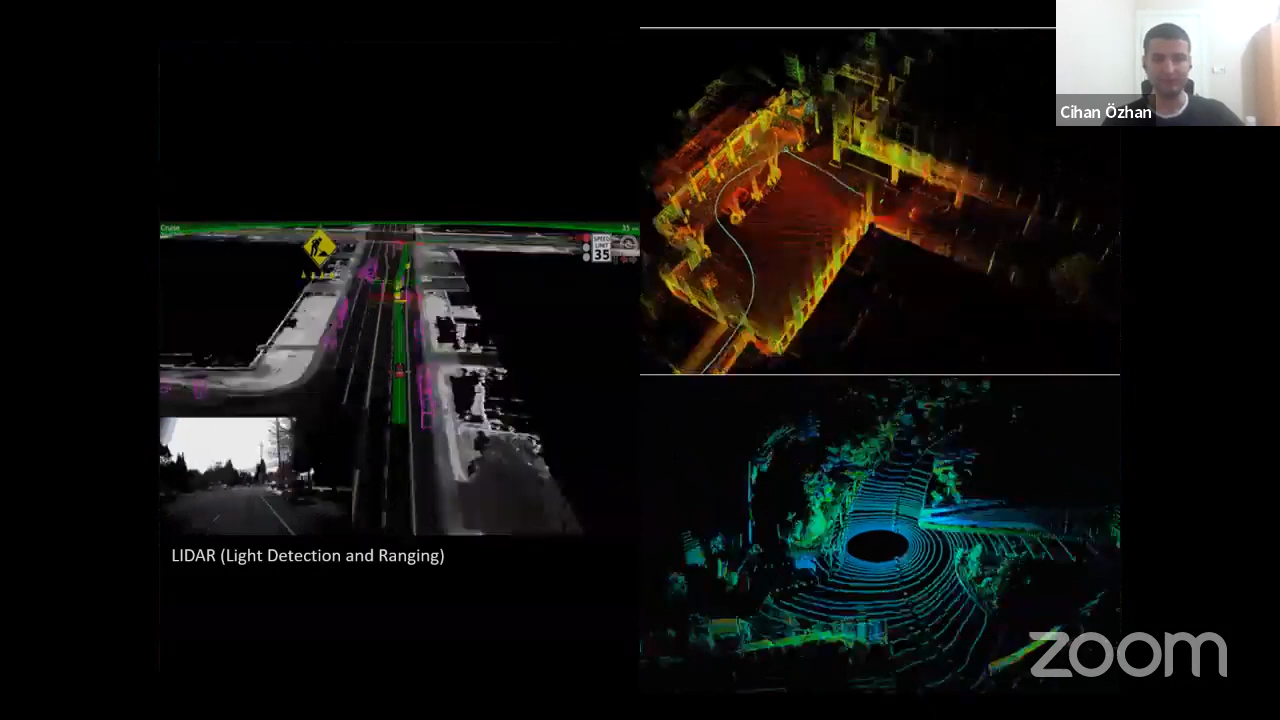 Cihan Özhan
Cruise
35
SPEED
LIMIT
35
LIDAR (Light Detection and Ranging)
zoom